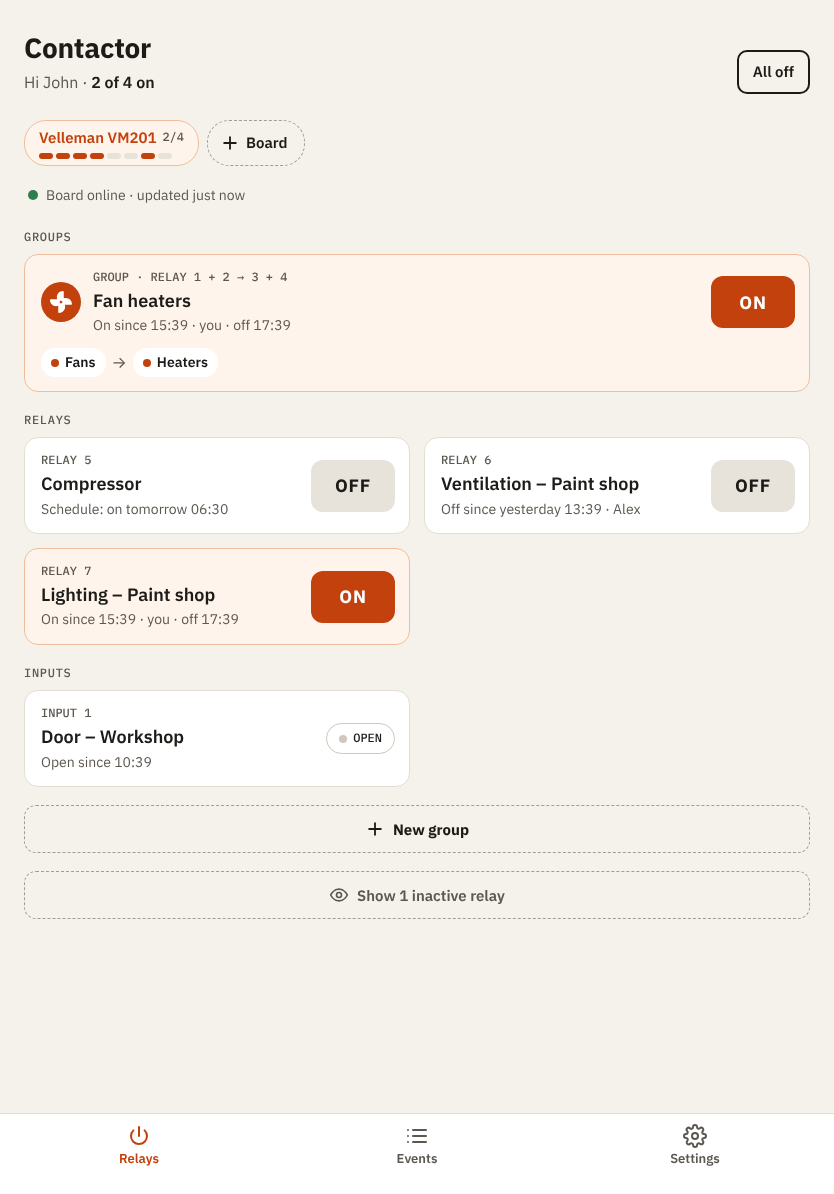 Contactor
Hi John · 2 of 4 on
All off
Velleman VM201 2/4
Board
Board online · updated just now
GROUPS
GROUP · RELAY 1 + 2 → 3 + 4
Fan heaters
On since 15:39 · you · off 17:39
ON
Fans → Heaters
RELAYS
RELAY 5
Compressor
Schedule: on tomorrow 06:30
OFF
RELAY 6
Ventilation – Paint shop
Off since yesterday 13:39 · Alex
OFF
RELAY 7
Lighting – Paint shop
On since 15:39 · you · off 17:39
ON
INPUTS
INPUT 1
Door – Workshop
Open since 10:39
OPEN
New group
Show 1 inactive relay
Relays
Events
Settings